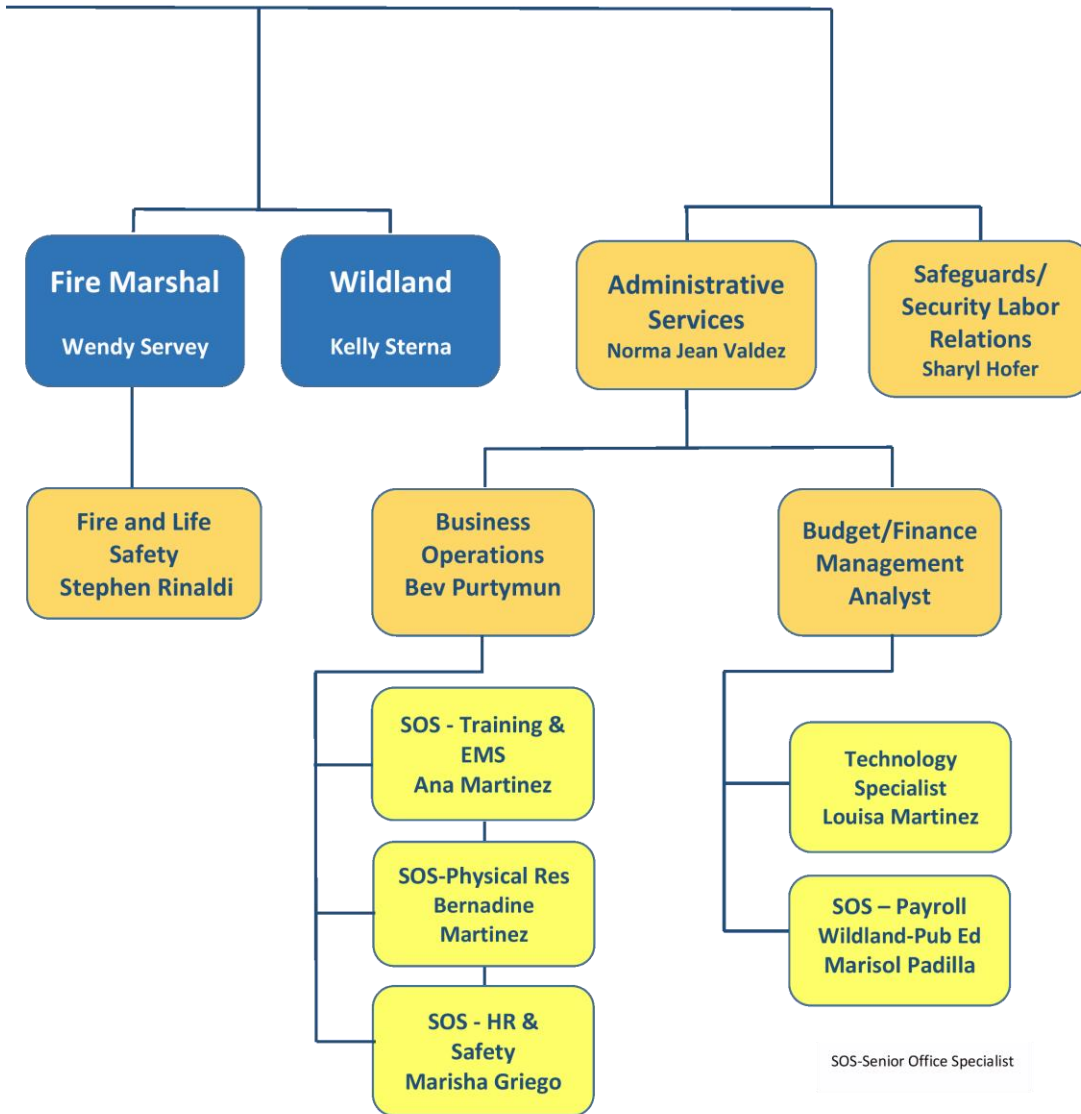 Fire Marshal
Wendy Servey
Wildland
Kelly Sterna
Administrative
Services
Norma Jean Valdez
Safeguards/
Security Labor
Relations
Sharyl Hofer
Fire and Life
Safety
Stephen Rinaldi
Business
Operations
Bev Purtymun
Budget/Finance
Management
Analyst
SOS - Training &
EMS
Ana Martinez
SOS-Physical Res
Bernadine
Martinez
SOS - HR &
Safety
Marisha Griego
Technology
Specialist
Louisa Martinez
SOS – Payroll
Wildland-Pub Ed
Marisol Padilla
SOS-Senior Office Specialist